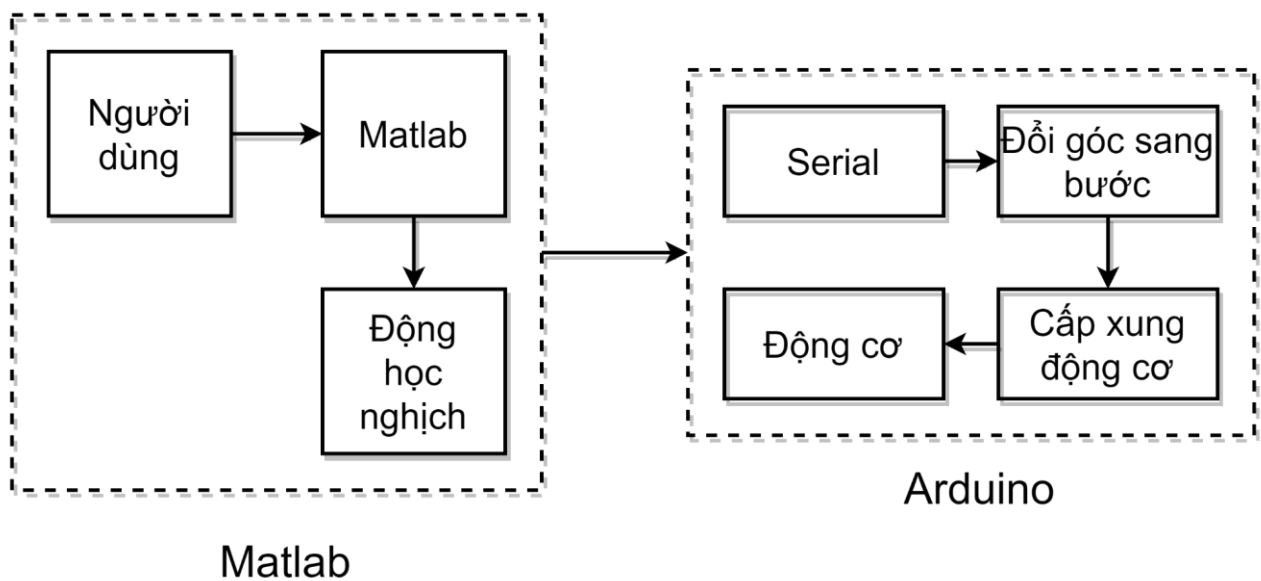 Người
dùng
Matlab
Động
học
nghịch
Matlab
Serial
Đổi góc sang
bước
Động cơ
Cấp xung
động cơ
Arduino